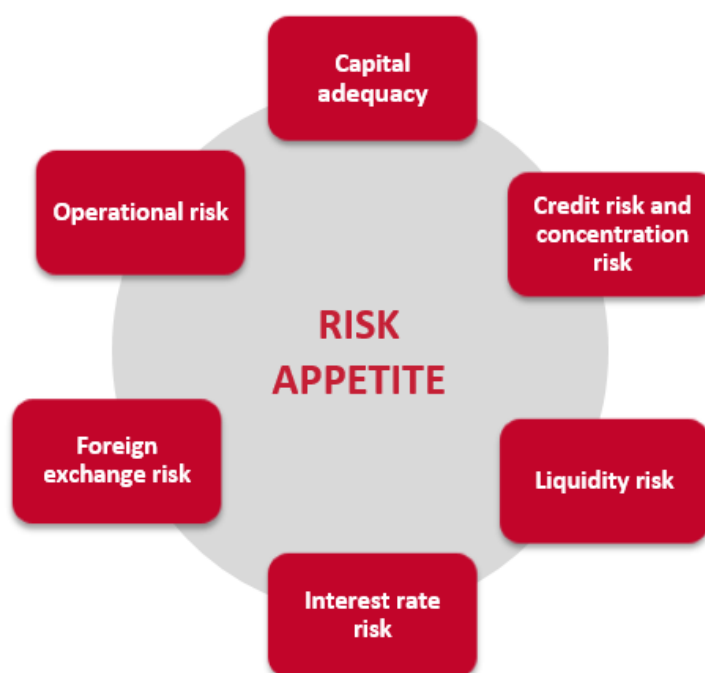 Capital
adequacy
Operational risk
Credit risk and
concentration
risk
RISK
APPETITE
Foreign
exchange risk
Liquidity risk
Interest rate
risk